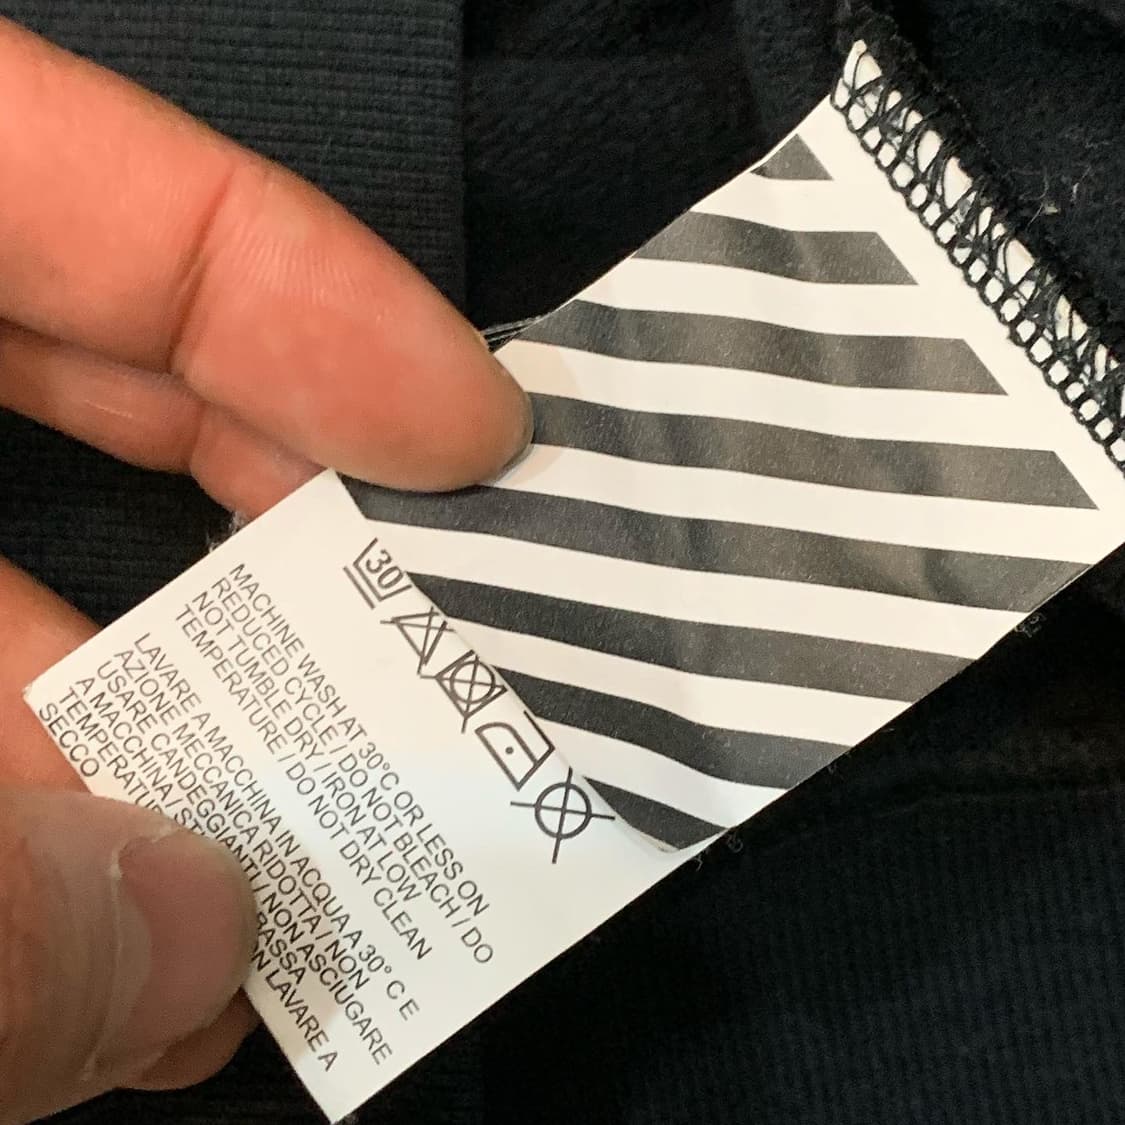 30
MACHINE WASH AT 30°C OR LESS ON
REDUCED CYCLE / DO NOT BLEACH / DO
NOT TUMBLE DRY / IRON AT LOW
TEMPERATURE / DO NOT DRY CLEAN
LAVARE A MACCHINA IN ACQUA A 30° C E
AZIONE MECCANICA RIDOTTA / NON
USARE CANDEGGIANTI / NON ASCIUGARE
A MACCHINA / BASSA
LAVARE A
SECCO